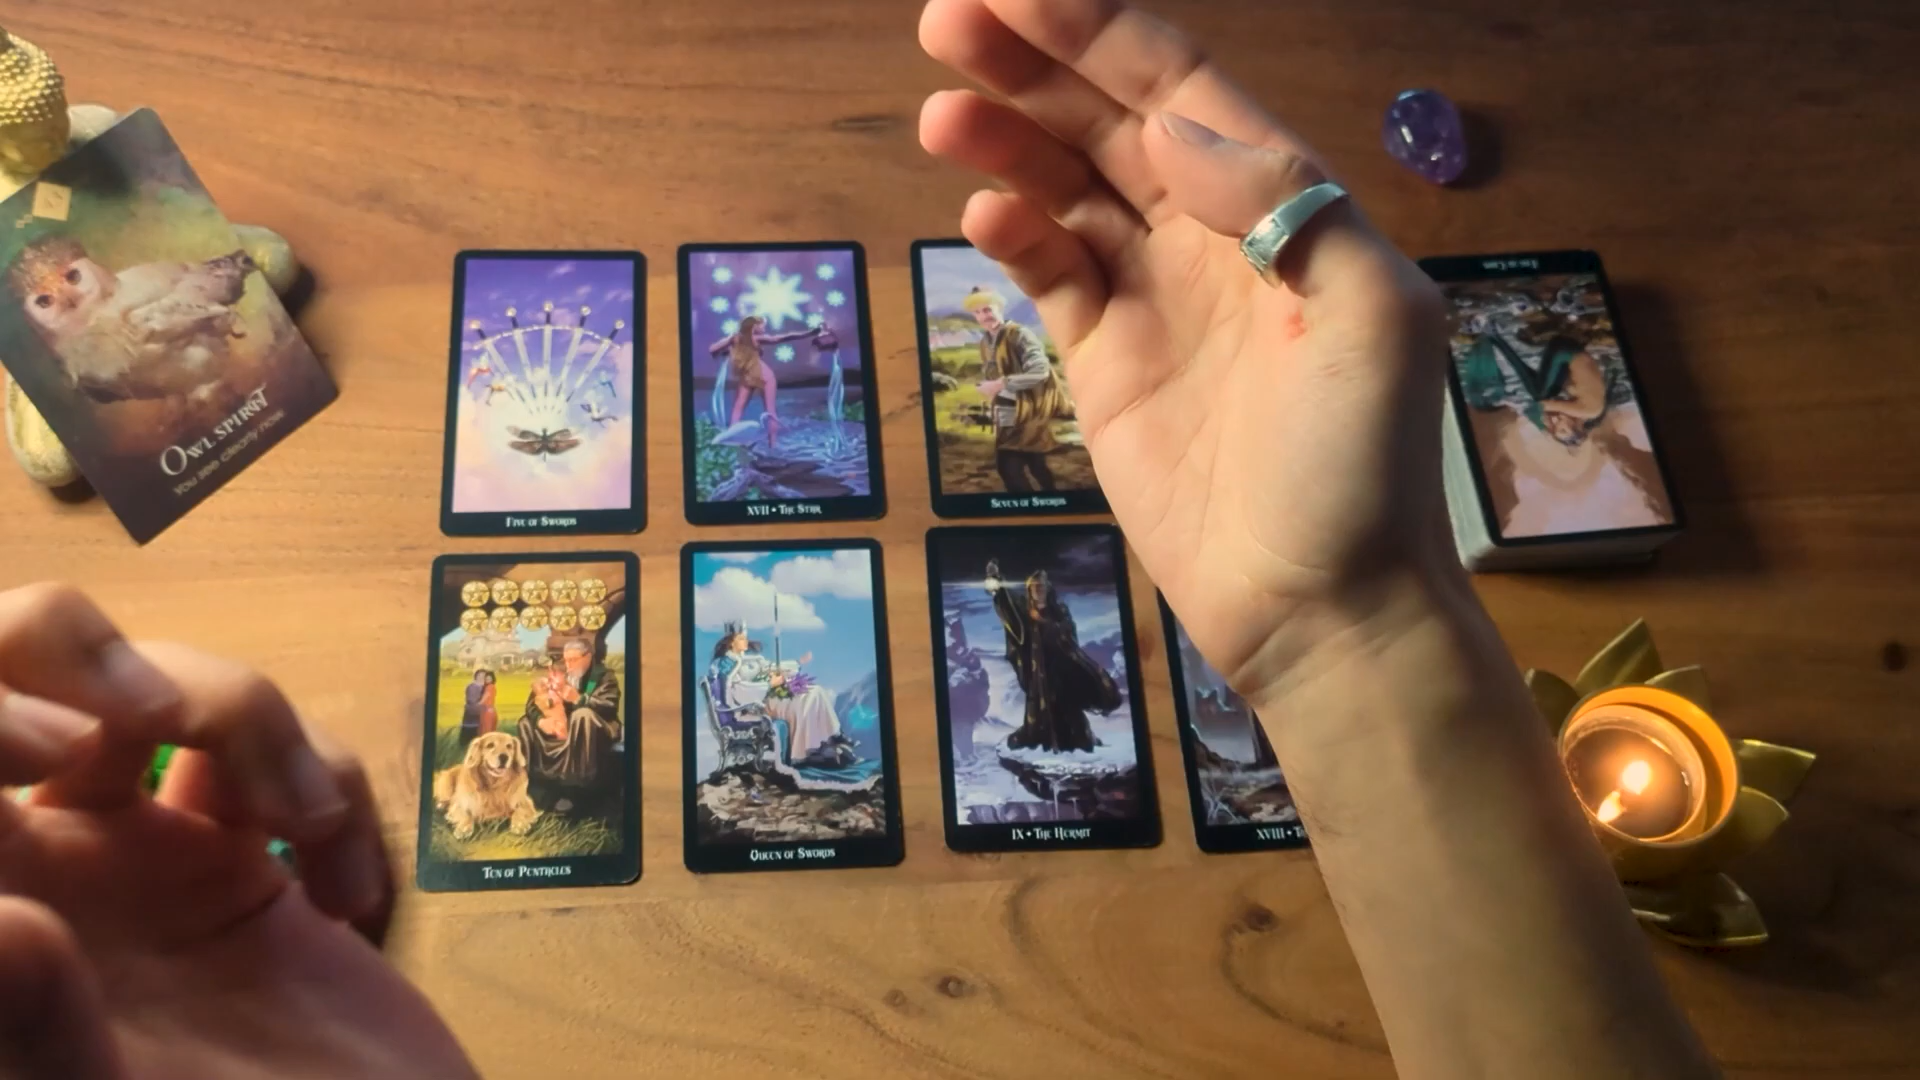 OWL SPIRIT
You see clearly now
FIVE OF SWORDS
XVII • THE STAR
SEVEN OF SWORDS
TEN OF PENTACLES
QUEEN OF SWORDS
IX • THE HERMIT
XVIII • T